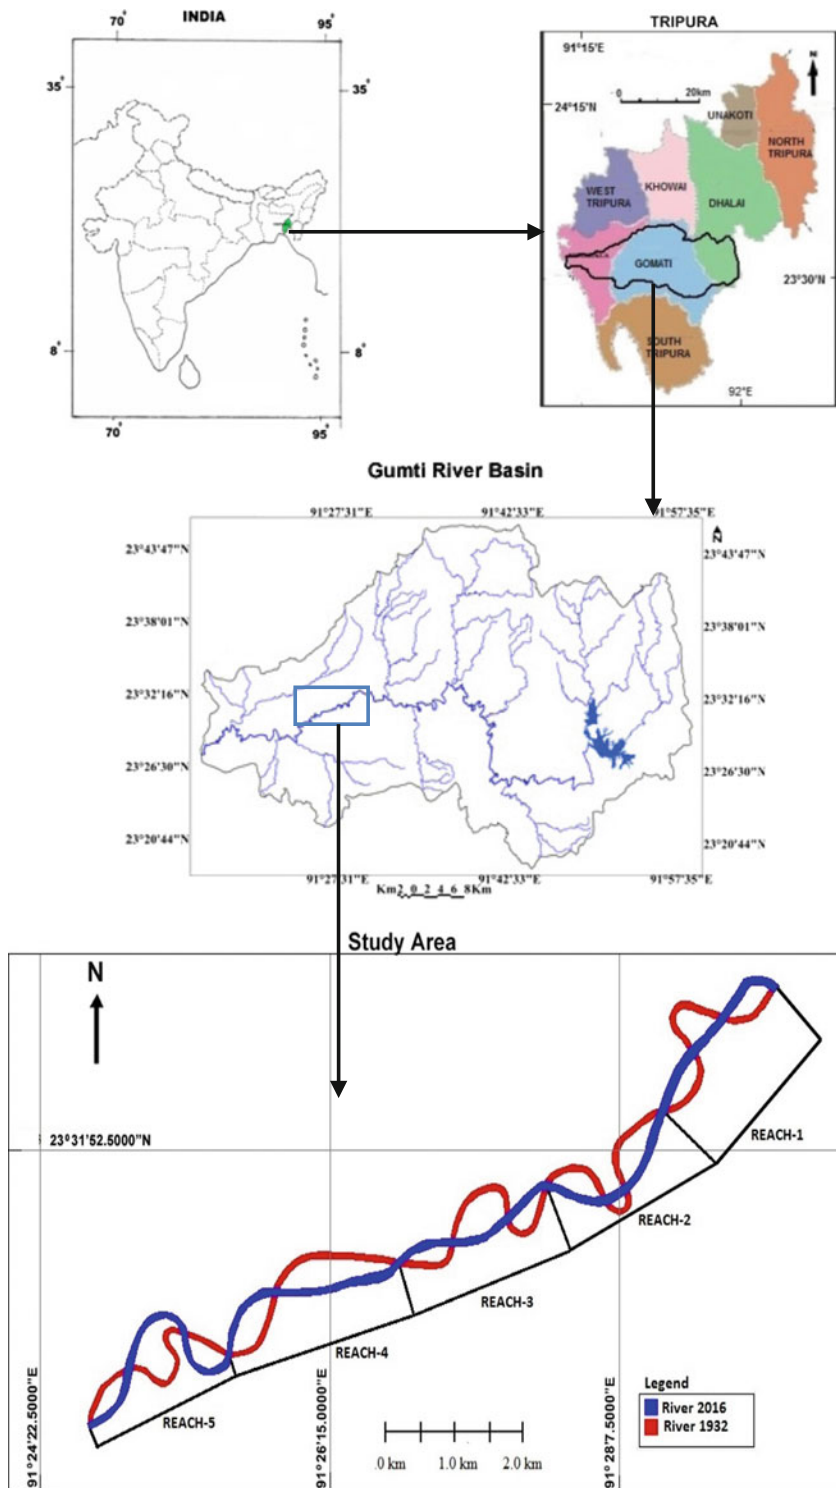 INDIA
70°
95°
35°
35°
8°
8°
70°
95°
TRIPURA
91°15'E
N
0 20km
24°15'N
UNAKOTI
NORTH
TRIPURA
WEST
TRIPURA
KHOWAI
DHALAI
GOMATI
23°30'N
SOUTH
TRIPURA
92°E
Gumti River Basin
91°27'31"E 91°42'33"E 91°57'35"E
N
23°43'47"N 23°43'47"N
23°38'01"N 23°38'01"N
23°32'16"N 23°32'16"N
23°26'30"N 23°26'30"N
23°20'44"N 23°20'44"N
91°27'31"E 91°42'33"E 91°57'35"E
Km2 0 2 4 6 8Km
Study Area
N
23°31'52.5000"N
REACH-1
REACH-2
REACH-3
REACH-4
REACH-5
91°24'22.5000"E
91°26'15.0000"E
91°28'7.5000"E
Legend
River 2016
River 1932
.0 km 1.0 km 2.0 km